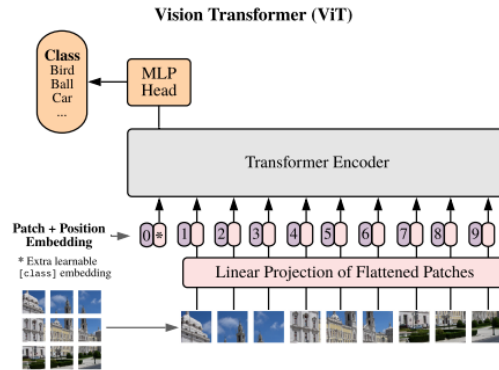 Vision Transformer (ViT)
Class
Bird
Ball
Car
...
MLP
Head
Transformer Encoder
Patch + Position
Embedding
0 * 1 2 3 4 5 6 7 8 9
* Extra learnable
[class] embedding
Linear Projection of Flattened Patches